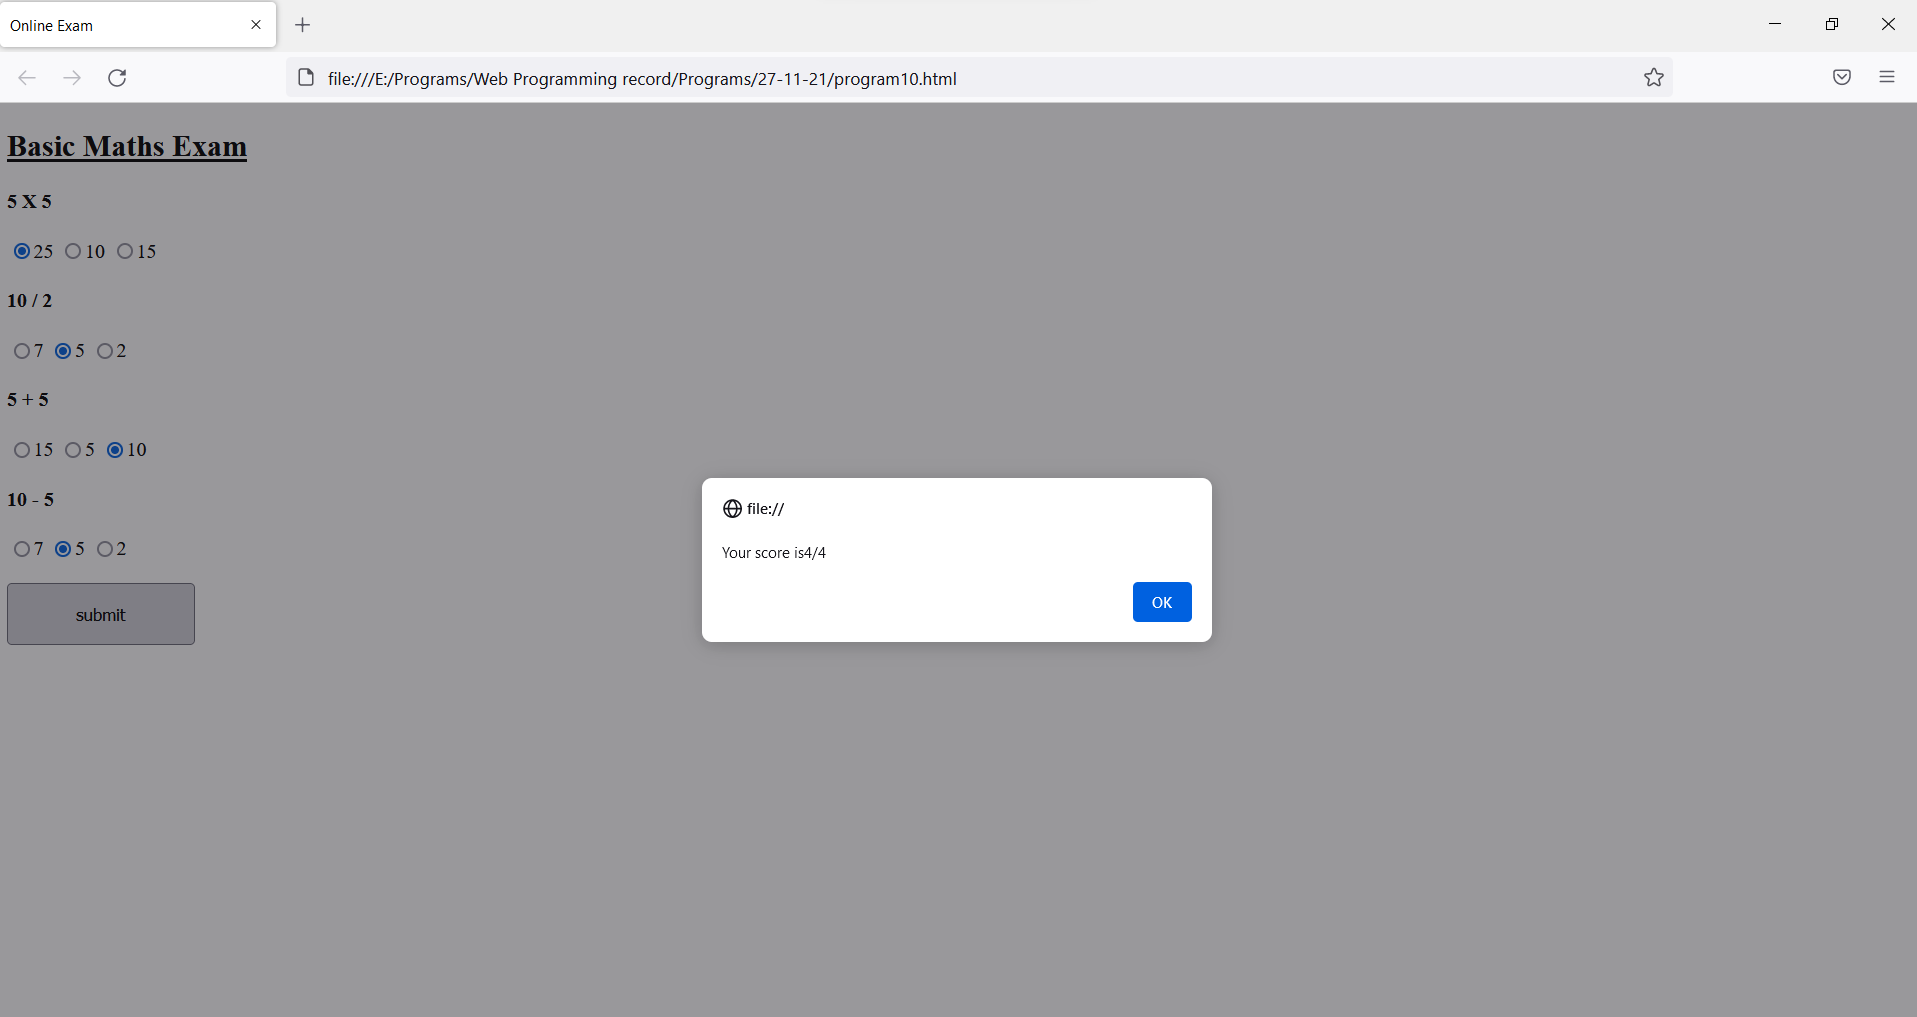 Online Exam
file:///E:/Programs/Web Programming record/Programs/27-11-21/program10.html
Basic Maths Exam
5 X 5
25 10 15
10 / 2
7 5 2
5 + 5
15 5 10
10 - 5
7 5 2
submit
file://
Your score is4/4
OK